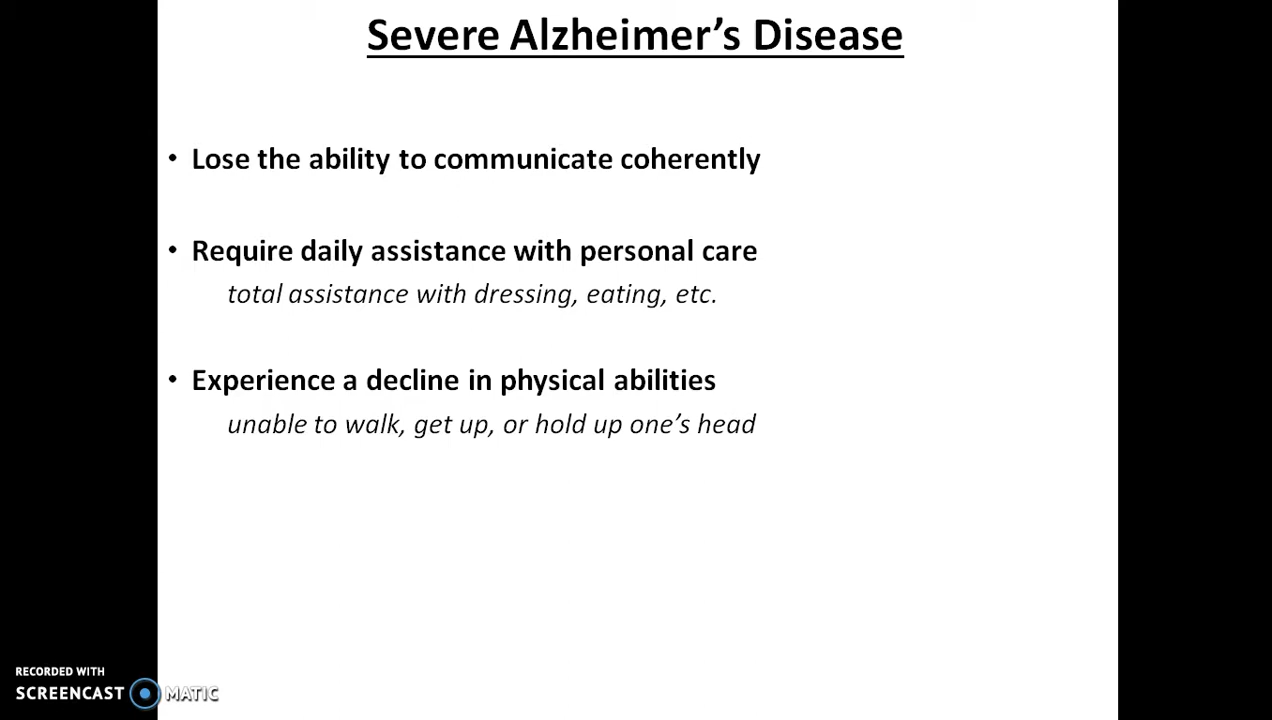 Severe Alzheimer’s Disease
• Lose the ability to communicate coherently
• Require daily assistance with personal care
total assistance with dressing, eating, etc.
• Experience a decline in physical abilities
unable to walk, get up, or hold up one’s head
RECORDED WITH
SCREENCAST MATIC